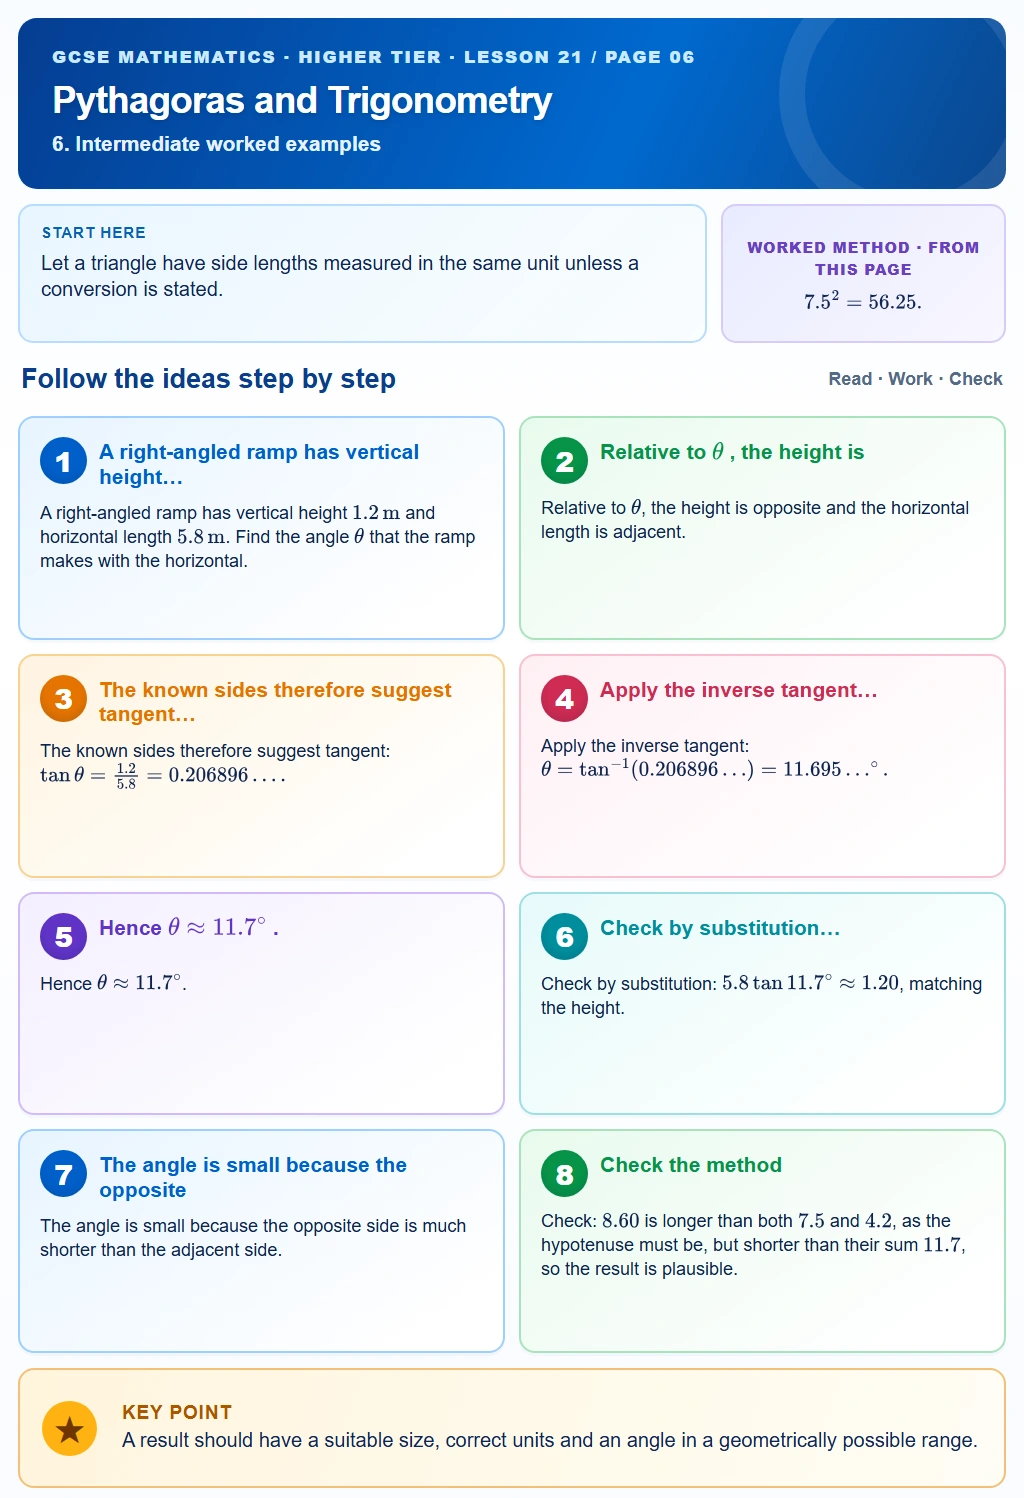 GCSE MATHEMATICS · HIGHER TIER · LESSON 21 / PAGE 06
Pythagoras and Trigonometry
6. Intermediate worked examples
START HERE
Let a triangle have side lengths measured in the same unit unless a
conversion is stated.
WORKED METHOD · FROM
THIS PAGE
7.5² = 56.25.
Follow the ideas step by step
Read · Work · Check
1
A right-angled ramp has vertical
height…
A right-angled ramp has vertical height 1.2 m and
horizontal length 5.8 m. Find the angle θ that the ramp
makes with the horizontal.
2
Relative to θ , the height is
Relative to θ, the height is opposite and the horizontal
length is adjacent.
3
The known sides therefore suggest
tangent…
The known sides therefore suggest tangent:
tan θ = 1.2/5.8 = 0.206896 . . . .
4
Apply the inverse tangent…
Apply the inverse tangent:
θ = tan⁻¹(0.206896 . . .) = 11.695 . . .° .
5
Hence θ ≈ 11.7° .
Hence θ ≈ 11.7°.
6
Check by substitution…
Check by substitution: 5.8 tan 11.7° ≈ 1.20, matching
the height.
7
The angle is small because the
opposite
The angle is small because the opposite side is much
shorter than the adjacent side.
8
Check the method
Check: 8.60 is longer than both 7.5 and 4.2, as the
hypotenuse must be, but shorter than their sum 11.7,
so the result is plausible.
KEY POINT
A result should have a suitable size, correct units and an angle in a geometrically possible range.